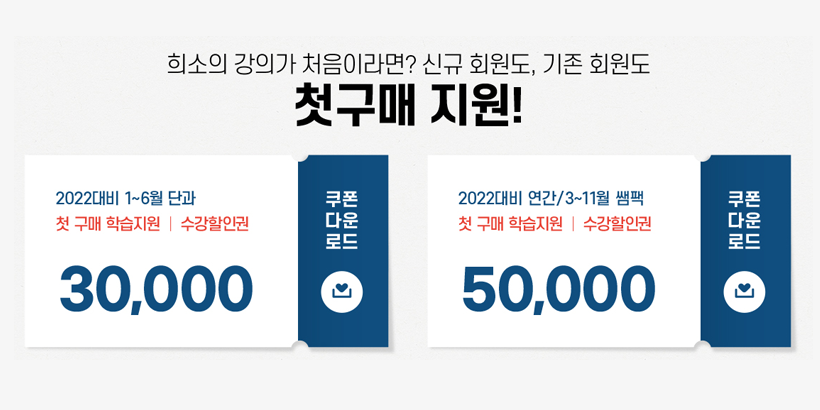 희소의 강의가 처음이라면? 신규 회원도, 기존 회원도
첫구매 지원!
2022대비 1~6월 단과
첫 구매 학습지원 | 수강할인권
30,000
쿠폰
다운
로드
2022대비 연간/3~11월 쌤팩
첫 구매 학습지원 | 수강할인권
50,000
쿠폰
다운
로드